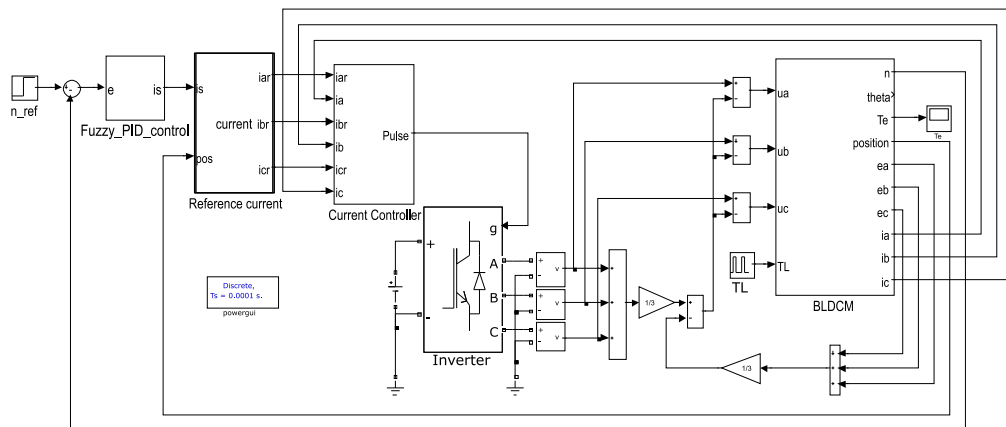 n_ref
+
-
e
is
Fuzzy_PID_control
is
pos
iar
current
ibr
icr
Reference current
iar
ia
ibr
ib
icr
ic
Pulse
Current Controller
Discrete,
Ts = 0.0001 s.
powergui
+
+
-
g
A
B
C
Inverter
+
-
v
+
-
v
+
-
v
+
+
+
1/3
+
-
+
-
+
-
+
-
TL
ua
ub
uc
TL
n
theta
Te
position
ea
eb
ec
ia
ib
ic
BLDCM
Te
1/3
+
+
+